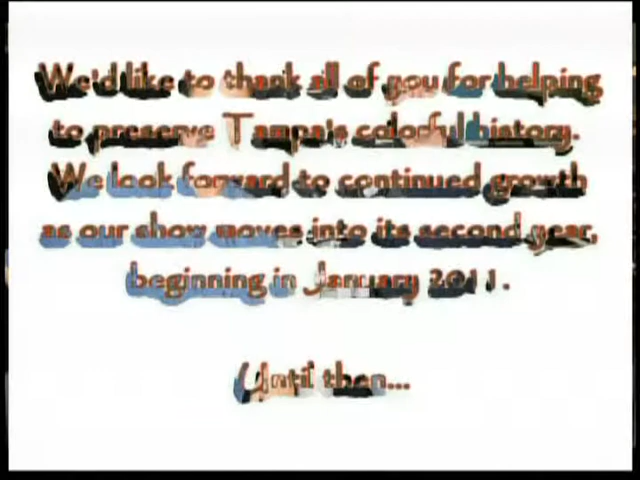 We'd like to thank all of you for helping
to preserve Tampa's colorful history.
We look forward to continued growth
as our show moves into its second year,
beginning in January 2011.
Until then...